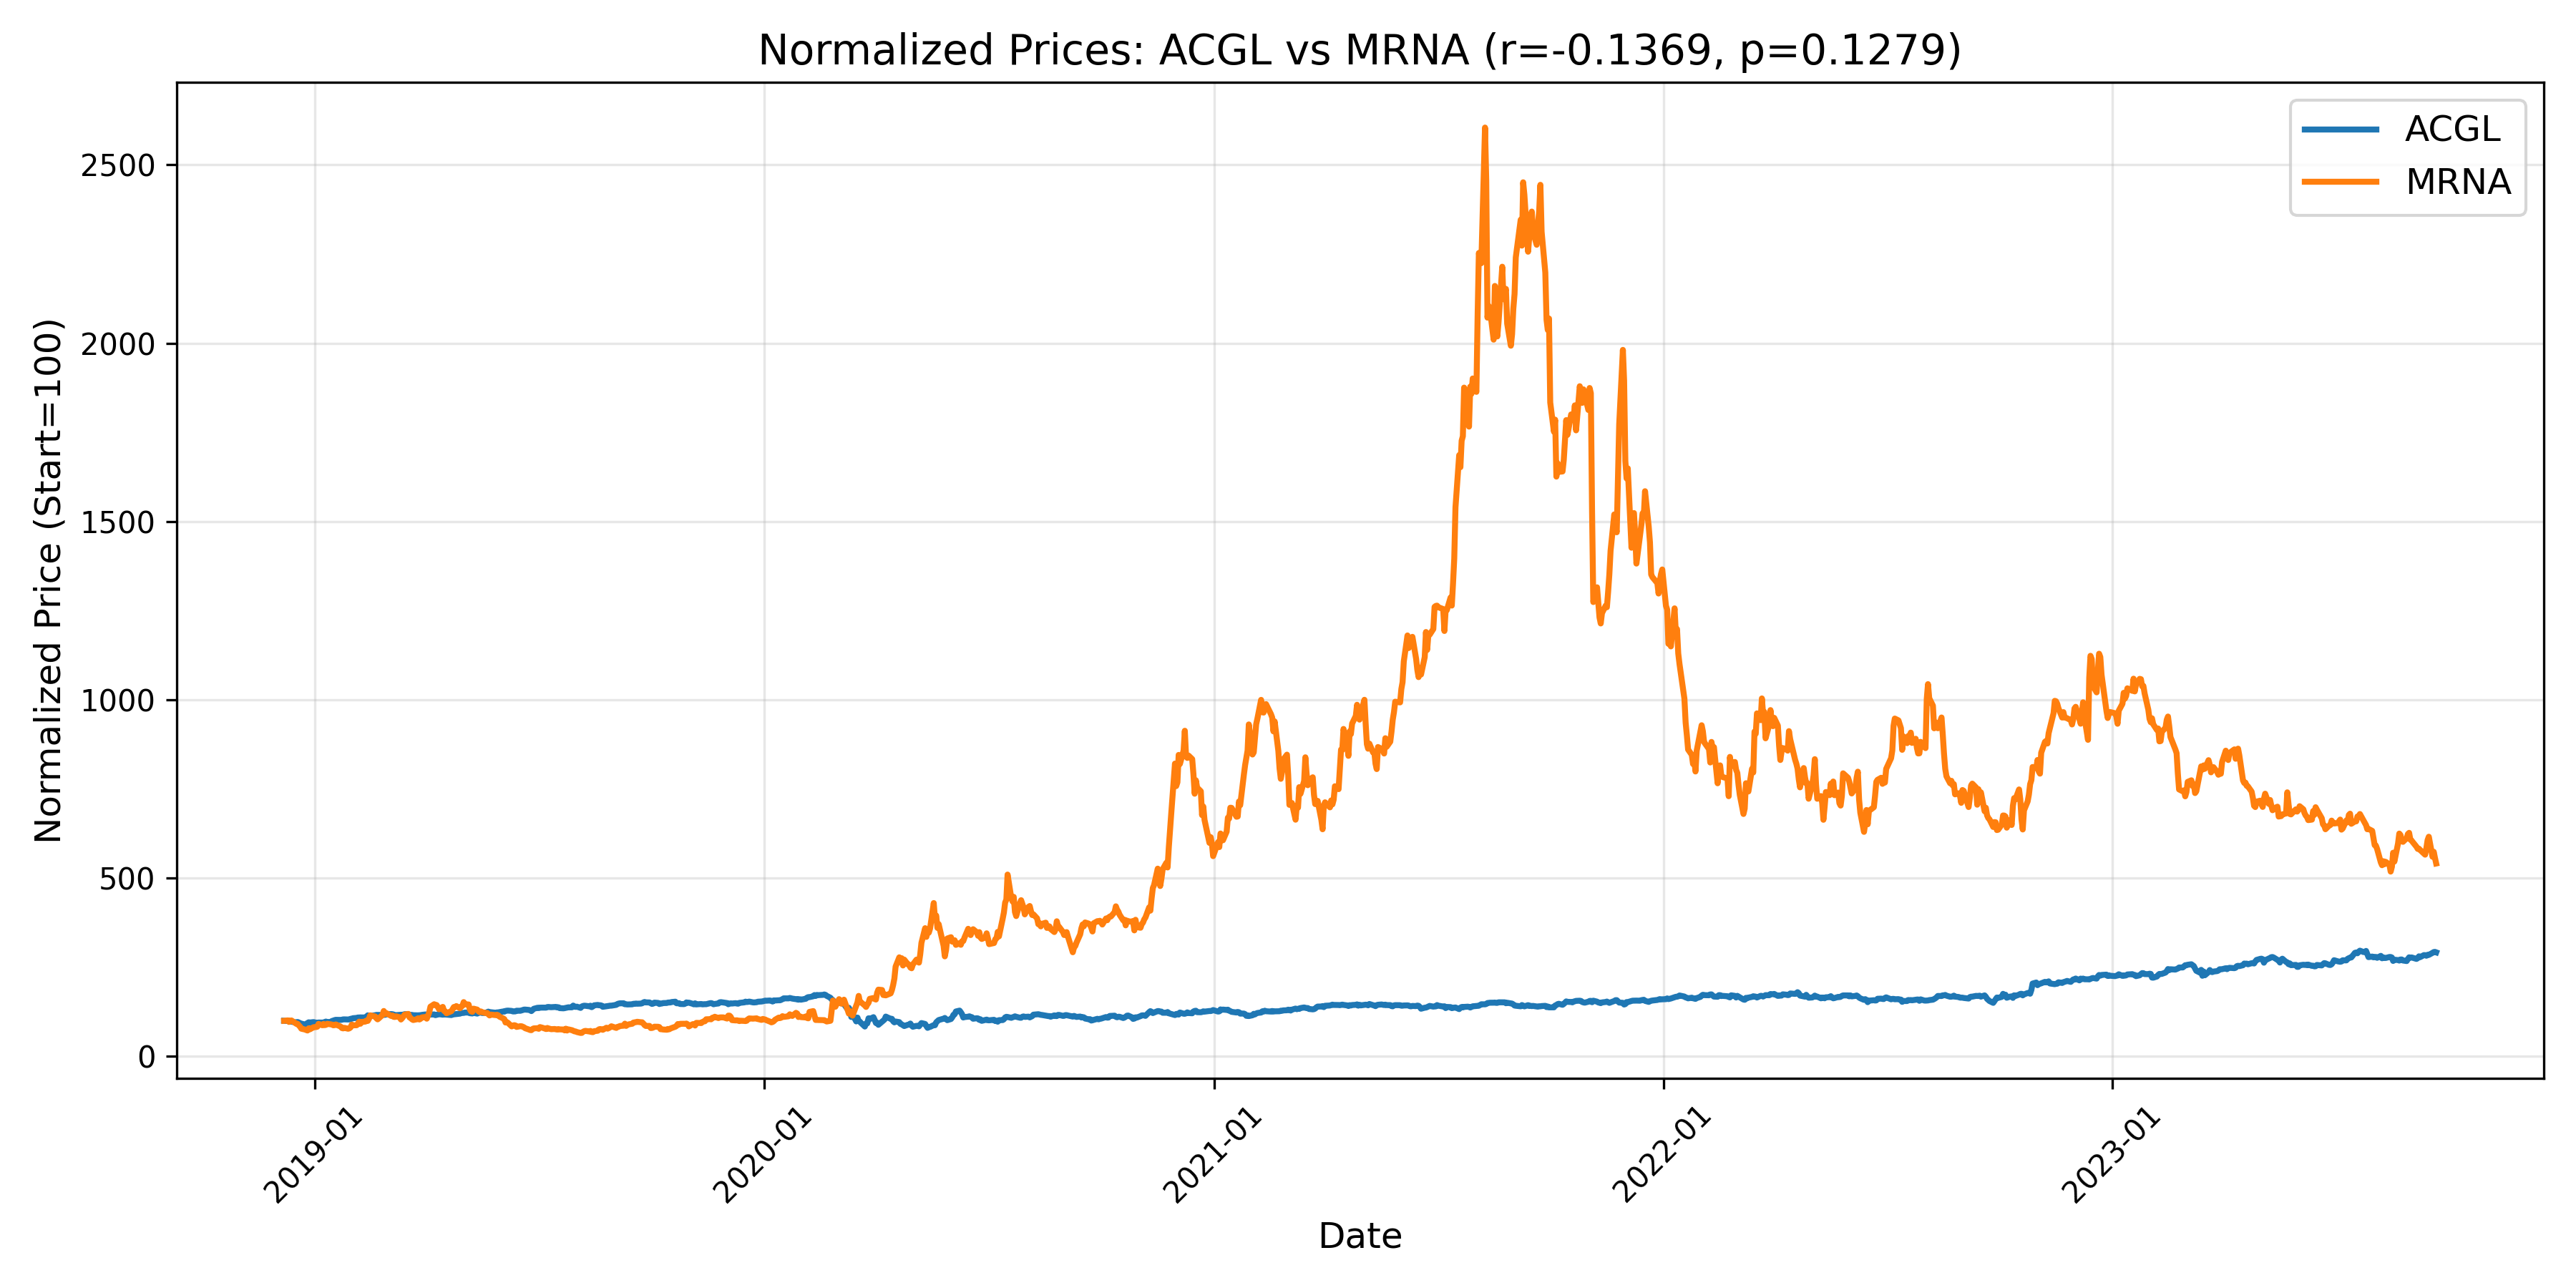 Normalized Prices: ACGL vs MRNA (r=-0.1369, p=0.1279)
ACGL
MRNA
Normalized Price (Start=100)
2500
2000
1500
1000
500
0
2019-01
2020-01
2021-01
2022-01
2023-01
Date